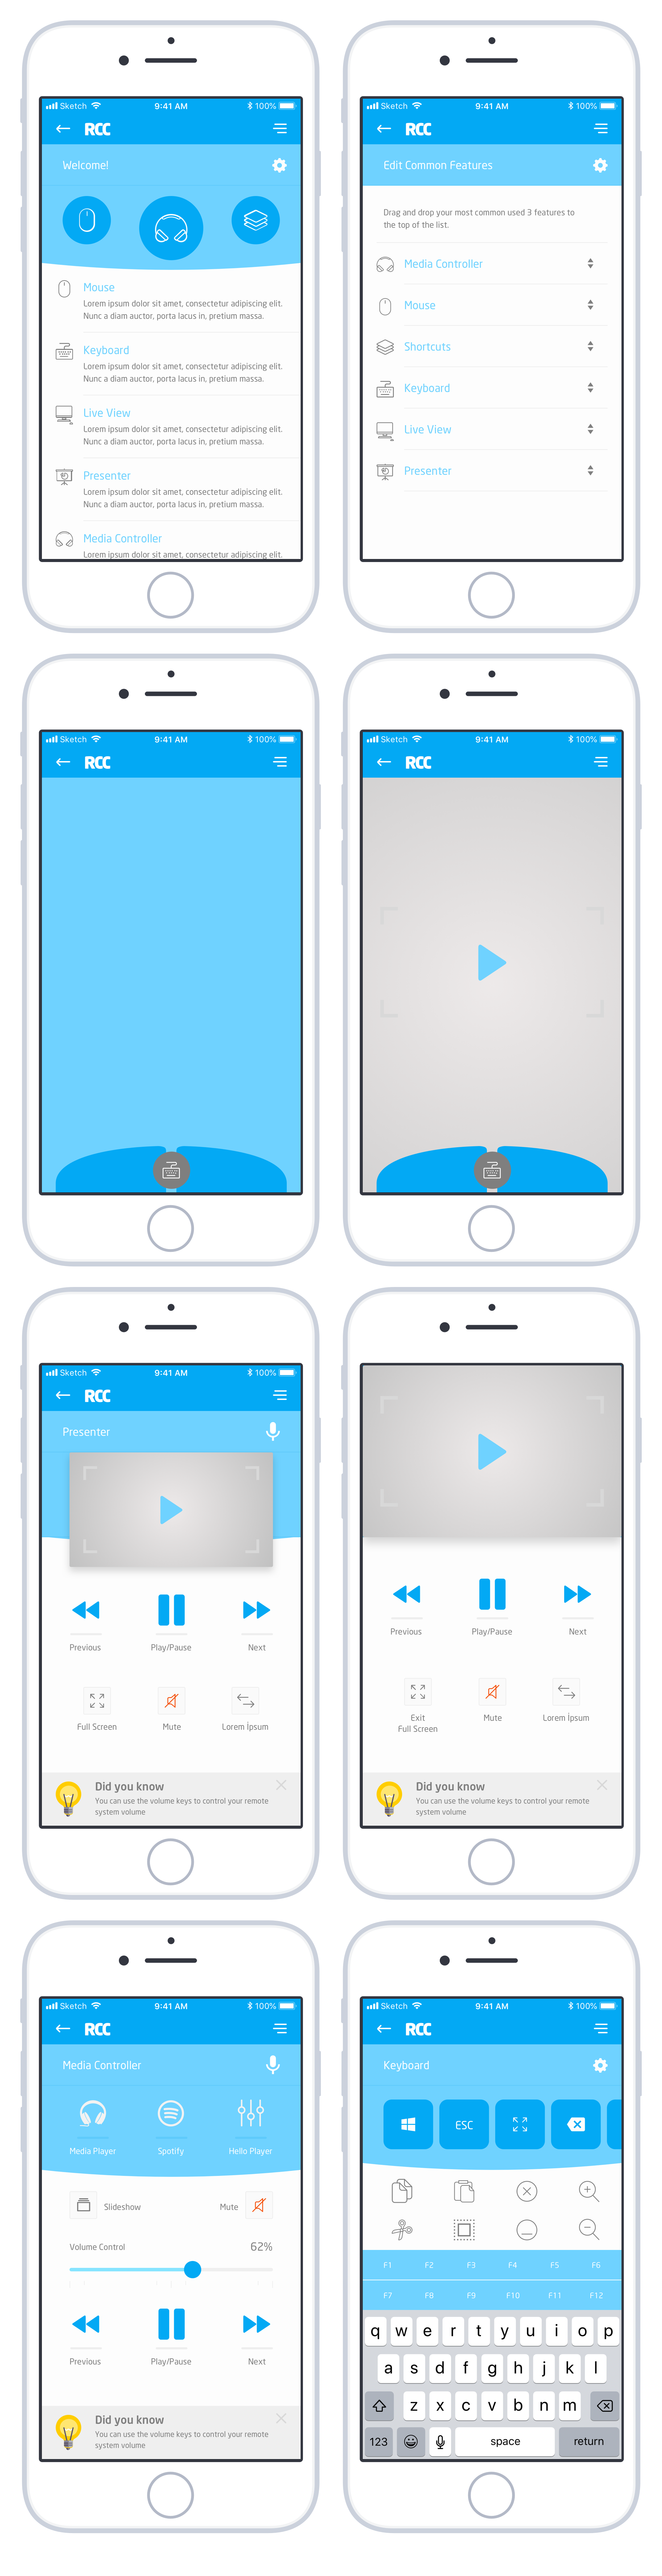 Sketch 9:41 AM 100%
RCC
Welcome!
Mouse
Lorem ipsum dolor sit amet, consectetur adipiscing elit.
Nunc a diam auctor, porta lacus in, pretium massa.
Keyboard
Lorem ipsum dolor sit amet, consectetur adipiscing elit.
Nunc a diam auctor, porta lacus in, pretium massa.
Live View
Lorem ipsum dolor sit amet, consectetur adipiscing elit.
Nunc a diam auctor, porta lacus in, pretium massa.
Presenter
Lorem ipsum dolor sit amet, consectetur adipiscing elit.
Nunc a diam auctor, porta lacus in, pretium massa.
Media Controller
Lorem ipsum dolor sit amet, consectetur adipiscing elit.
Sketch 9:41 AM 100%
RCC
Edit Common Features
Drag and drop your most common used 3 features to
the top of the list.
Media Controller
Mouse
Shortcuts
Keyboard
Live View
Presenter
Sketch 9:41 AM 100%
RCC
Sketch 9:41 AM 100%
RCC
Sketch 9:41 AM 100%
RCC
Presenter
Previous Play/Pause Next
Full Screen Mute Lorem İpsum
Did you know
You can use the volume keys to control your remote
system volume
Previous Play/Pause Next
Exit Mute Lorem İpsum
Full Screen
Did you know
You can use the volume keys to control your remote
system volume
Sketch 9:41 AM 100%
RCC
Media Controller
Media Player Spotify Hello Player
Slideshow Mute
Volume Control 62%
Previous Play/Pause Next
Did you know
You can use the volume keys to control your remote
system volume
Sketch 9:41 AM 100%
RCC
Keyboard
ESC
F1 F2 F3 F4 F5 F6
F7 F8 F9 F10 F11 F12
q w e r t y u i o p
a s d f g h j k l
z x c v b n m
123 space return